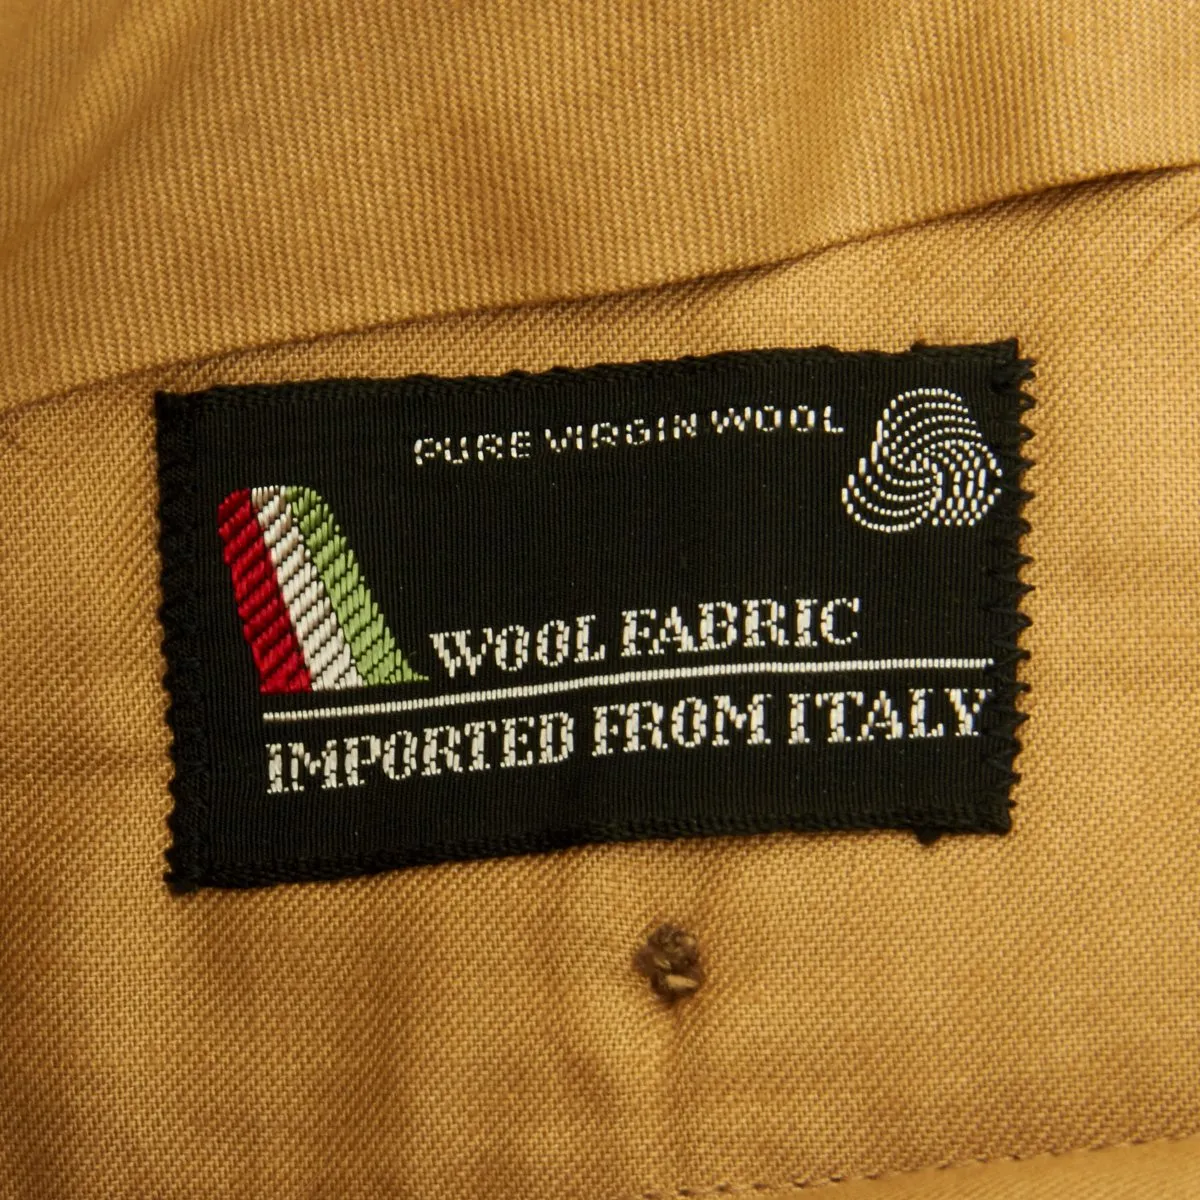 PURE VIRGIN WOOL
WOOL FABRIC
IMPORTED FROM ITALY